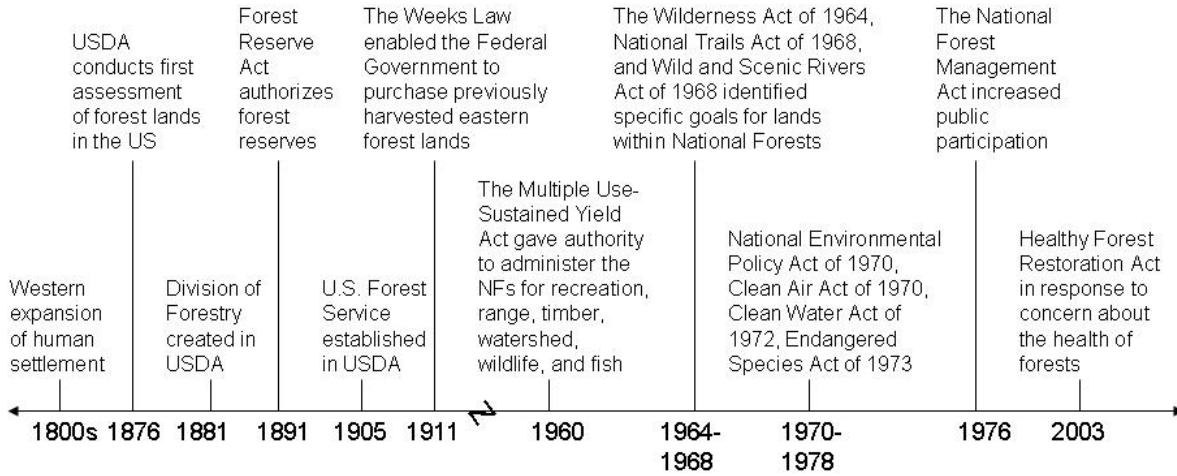 USDA
conducts first
assessment
of forest lands
in the US
Forest
Reserve
Act
authorizes
forest
reserves
The Weeks Law
enabled the Federal
Government to
purchase previously
harvested eastern
forest lands
The Wilderness Act of 1964,
National Trails Act of 1968,
and Wild and Scenic Rivers
Act of 1968 identified
specific goals for lands
within National Forests
The National
Forest
Management
Act increased
public
participation
Western
expansion
of human
settlement
Division of
Forestry
created in
USDA
U.S. Forest
Service
established
in USDA
The Multiple Use-
Sustained Yield
Act gave authority
to administer the
NFs for recreation,
range, timber,
watershed,
wildlife, and fish
National Environmental
Policy Act of 1970,
Clean Air Act of 1970,
Clean Water Act of
1972, Endangered
Species Act of 1973
Healthy Forest
Restoration Act
in response to
concern about
the health of
forests
1800s
1876
1881
1891
1905
1911
1960
1964-
1968
1970-
1978
1976
2003